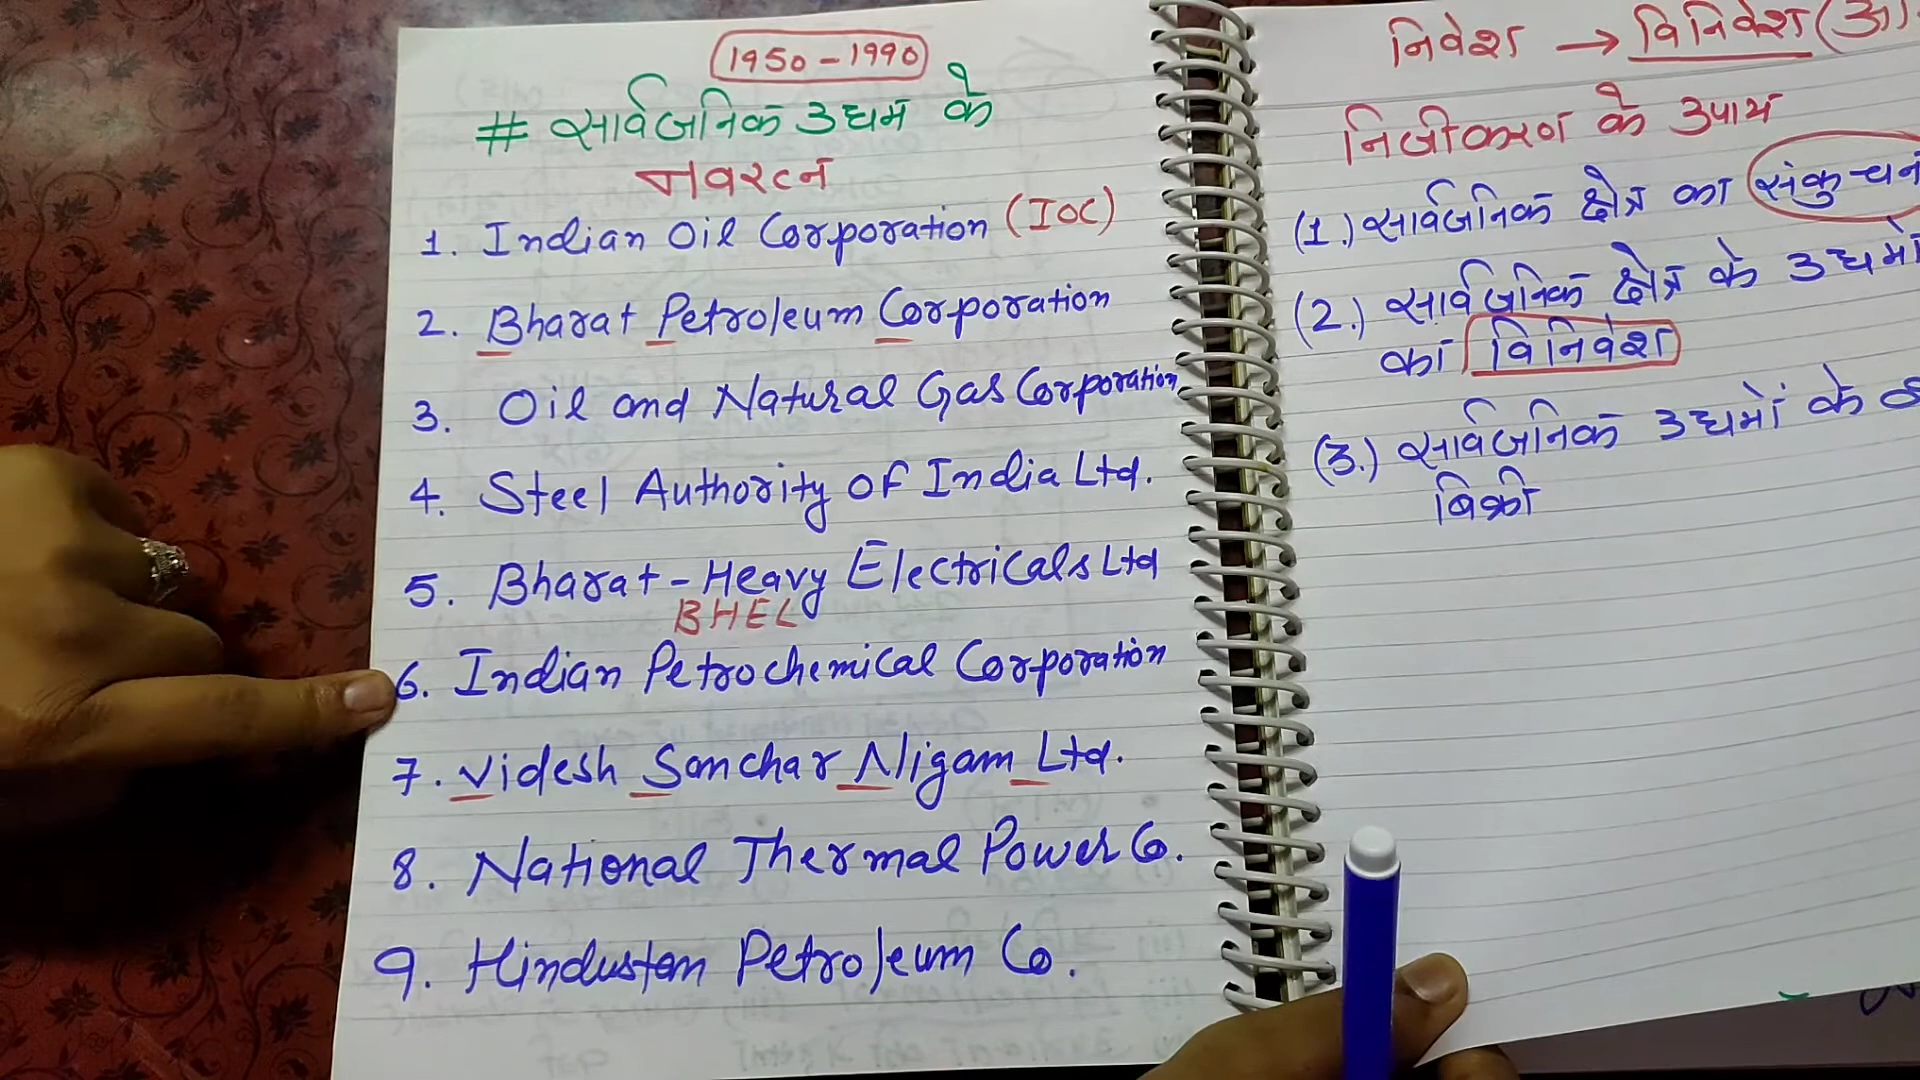 1950-1990
# सार्वजनिक उद्यम के
नवरत्न
1. Indian Oil Corporation (IOC)
2. Bharat Petroleum Corporation
3. Oil and Natural Gas Corporation
4. Steel Authority of India Ltd.
5. Bharat-Heavy Electricals Ltd
BHEL
6. Indian Petrochemical Corporation
7. Videsh Sanchar Nigam Ltd.
8. National Thermal Power Co.
9. Hindustan Petroleum Co.
निवेश → विनिवेश (अ
निजीकरण के उपाय
(1.) सार्वजनिक क्षेत्र का संकुचन
(2.) सार्वजनिक क्षेत्र के उद्यमों
का विनिवेश
(3.) सार्वजनिक उद्यमों के
बिक्री